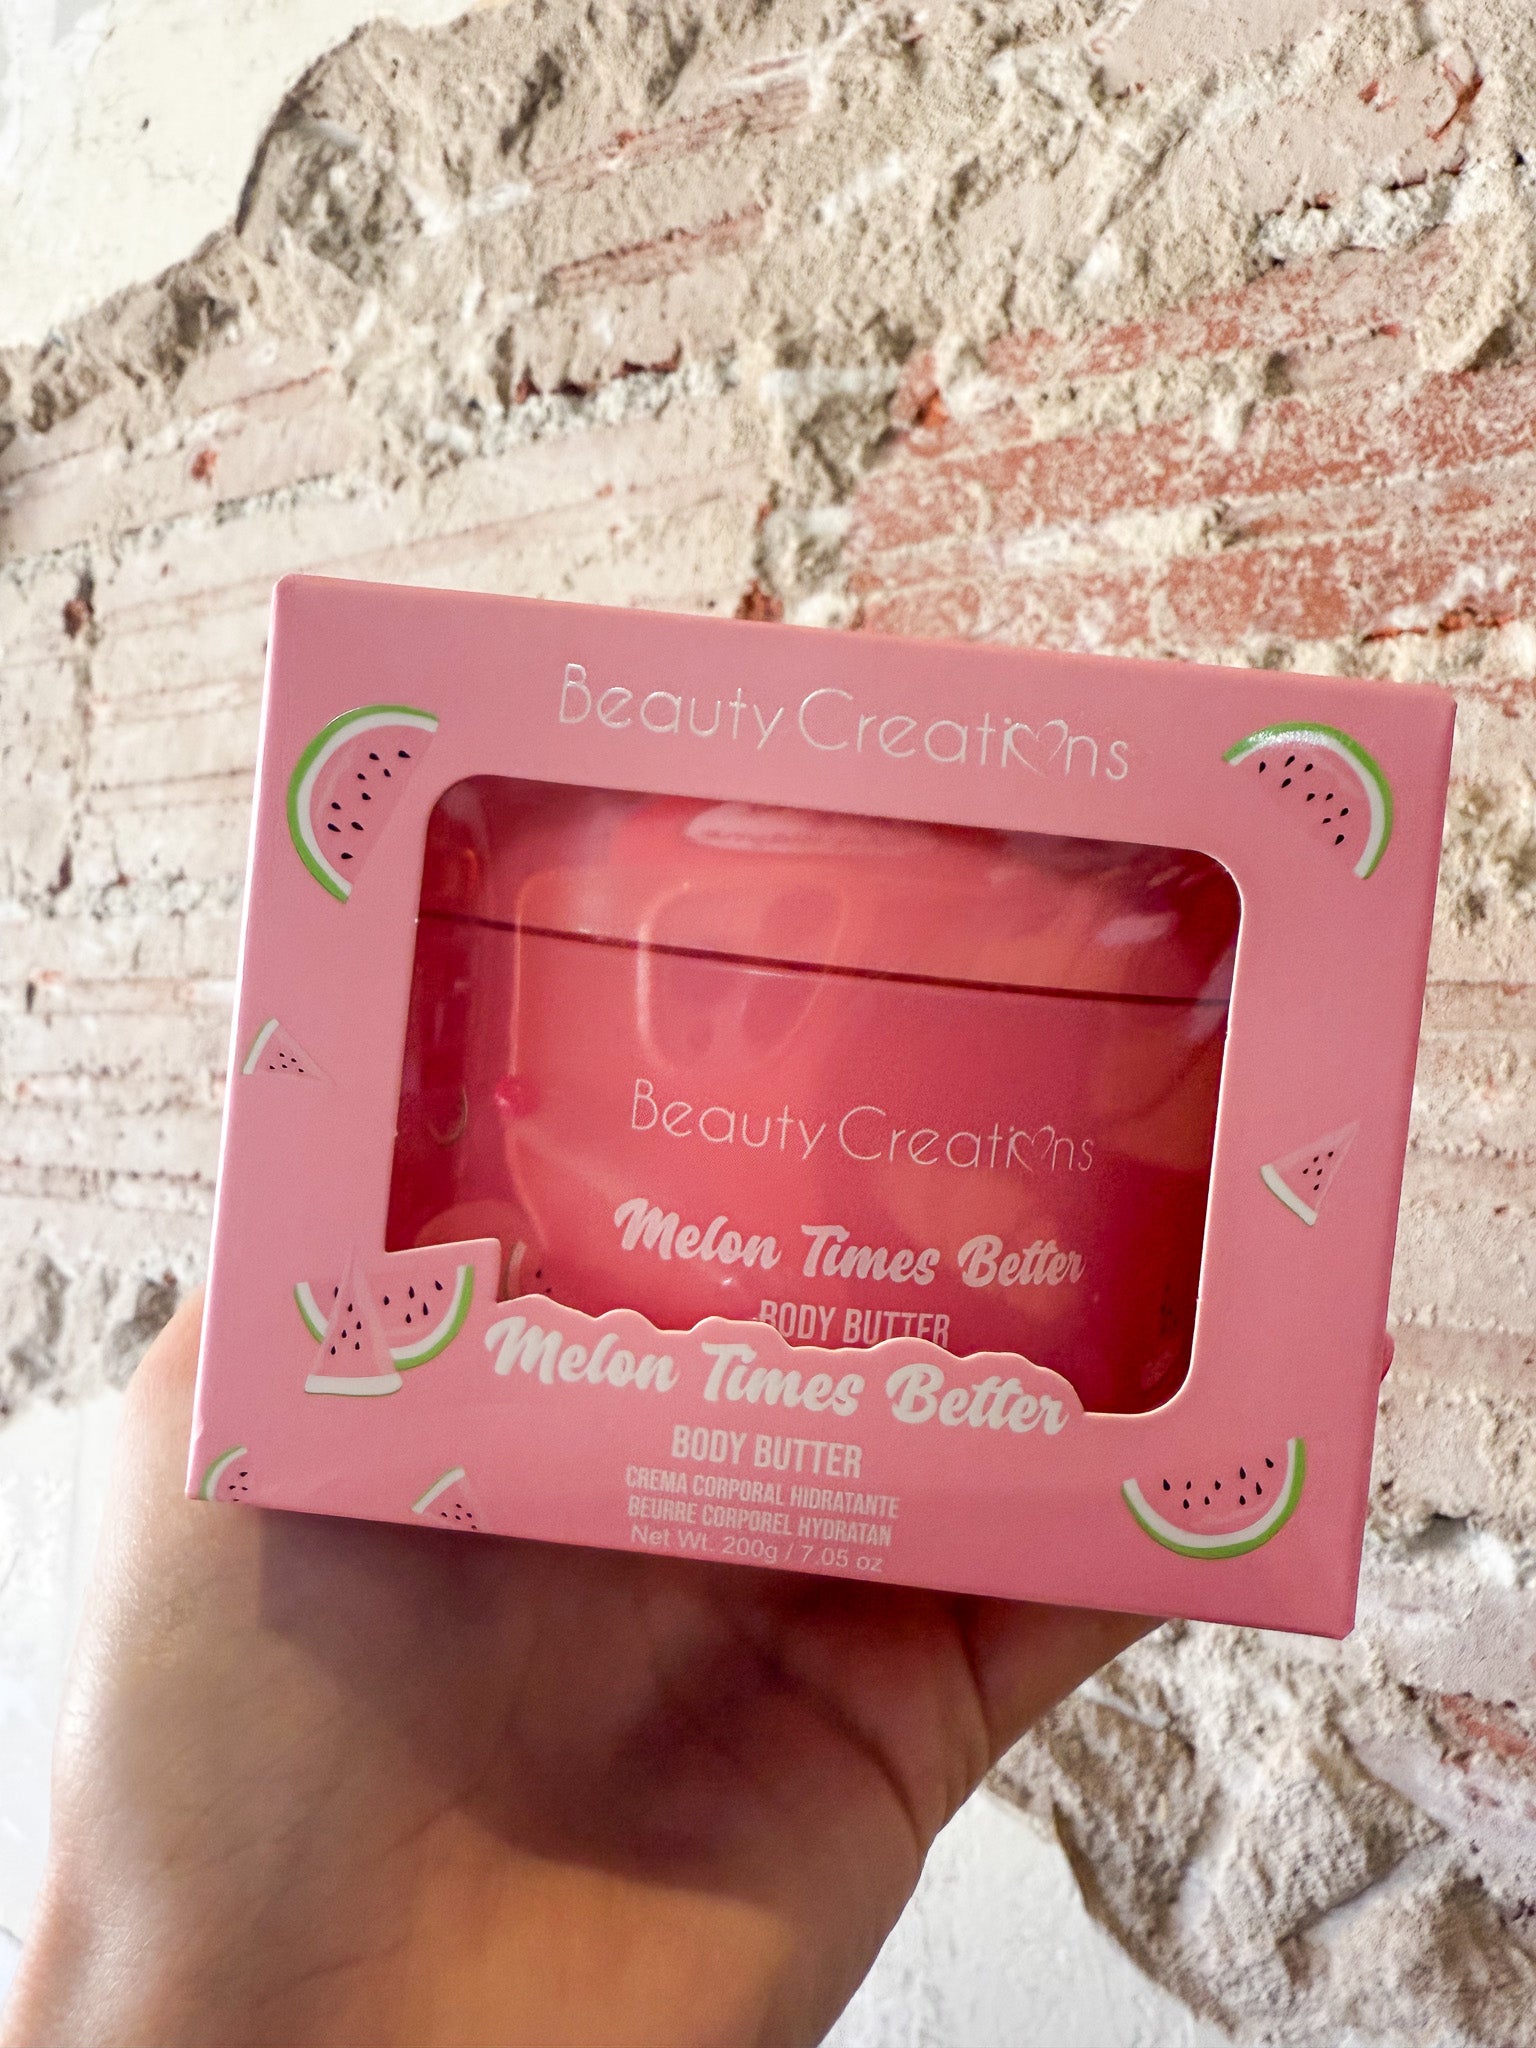 Beauty Creations
Beauty Creations
Melon Times Better
BODY BUTTER
Melon Times Better
BODY BUTTER
CREMA CORPORAL HIDRATANTE
BEURRE CORPOREL HYDRATAN
Net Wt. 200g / 7.05 oz